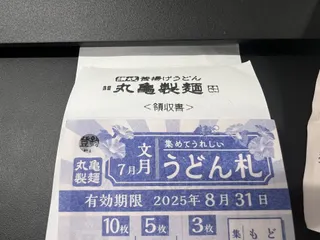 釜揚げうどん
丸亀製麺
<領収書>
丸亀製麺
文月
7月
集めてうれしい
うどん札
有効期限 2025年8月31日
10枚 5枚 3枚